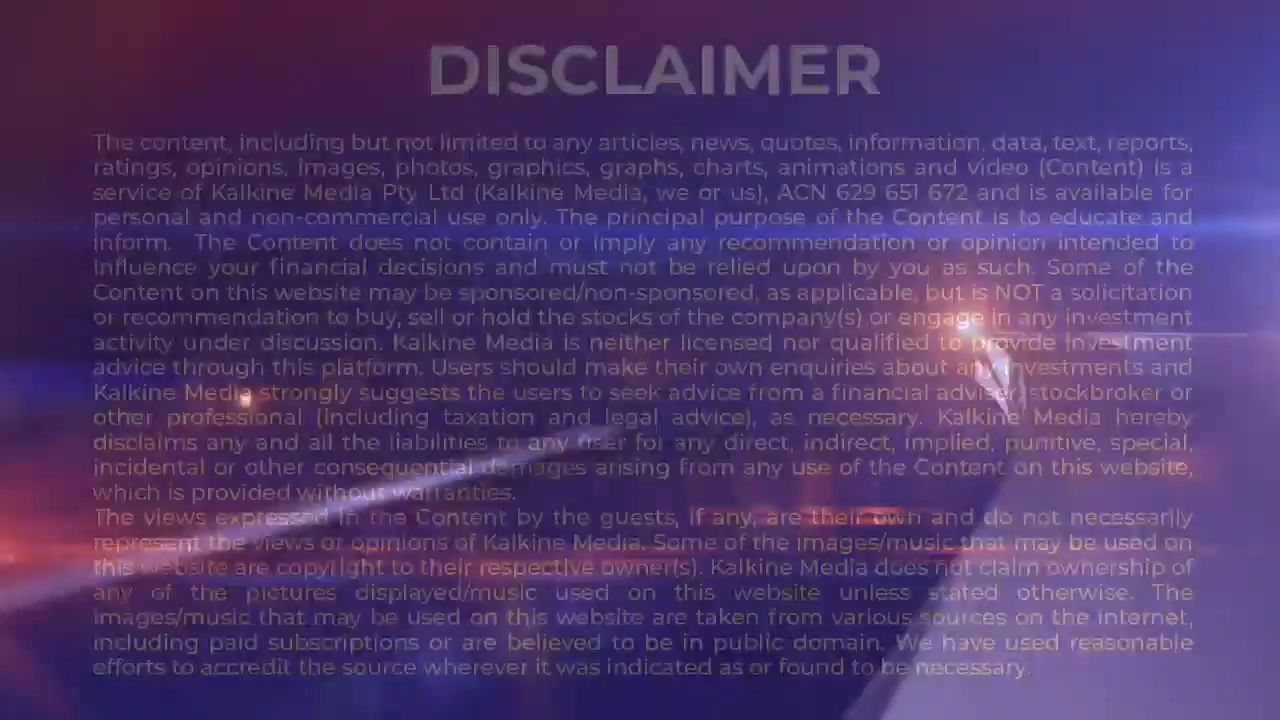 DISCLAIMER
The content, including but not limited to any articles, news, quotes, information, data, text, reports,
ratings, opinions, images, photos, graphics, graphs, charts, animations and video (Content) is a
service of Kalkine Media Pty Ltd (Kalkine Media, we or us), ACN 629 651 672 and is available for
personal and non-commercial use only. The principal purpose of the Content is to educate and
inform. The Content does not contain or imply any recommendation or opinion intended to
influence your financial decisions and must not be relied upon by you as such. Some of the
Content on this website may be sponsored/non-sponsored, as applicable, but is NOT a solicitation
or recommendation to buy, sell or hold the stocks of the company(s) or engage in any investment
activity under discussion. Kalkine Media is neither licensed nor qualified to provide investment
advice through this platform. Users should make their own enquiries about any investments and
Kalkine Media strongly suggests the users to seek advice from a financial adviser, stockbroker or
other professional (including taxation and legal advice), as necessary. Kalkine Media hereby
disclaims any and all the liabilities to any user for any direct, indirect, implied, punitive, special,
incidental or other consequential damages arising from any use of the Content on this website,
which is provided without warranties.
The views expressed in the Content by the guests, if any, are their own and do not necessarily
represent the views or opinions of Kalkine Media. Some of the images/music that may be used on
this website are copyright to their respective owner(s). Kalkine Media does not claim ownership of
any of the pictures displayed/music used on this website unless stated otherwise. The
images/music that may be used on this website are taken from various sources on the internet,
including paid subscriptions or are believed to be in public domain. We have used reasonable
efforts to accredit the source wherever it was indicated as or found to be necessary.